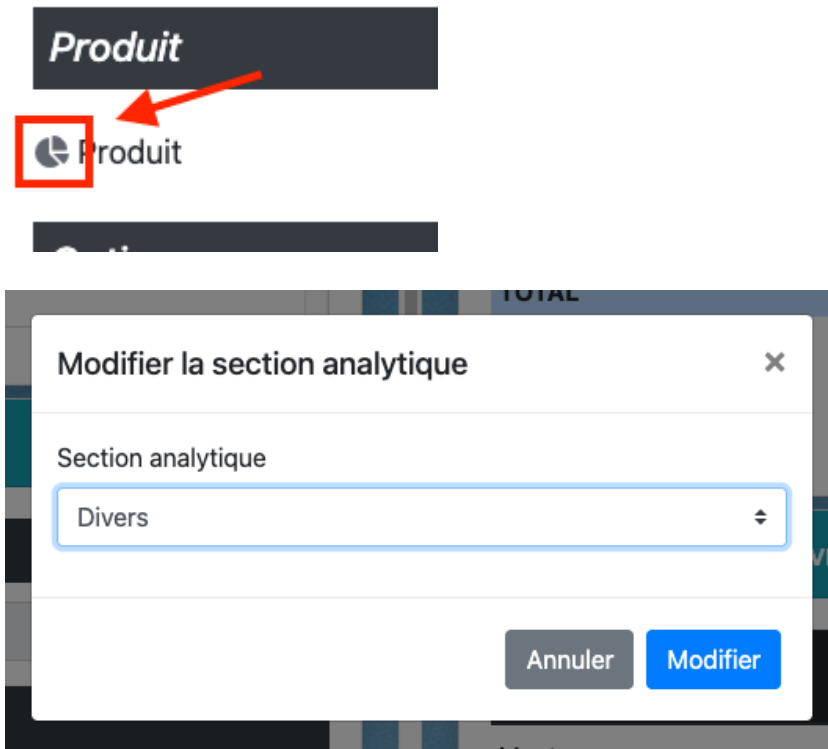 Produit
Produit
TOTAL
Modifier la section analytique
Section analytique
Divers
Annuler
Modifier